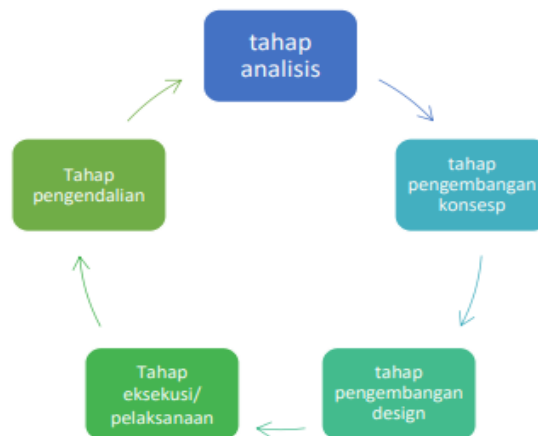 tahap
analisis
tahap
pengembangan
konsesp
tahap
pengembangan
design
Tahap
eksekusi/
pelaksanaan
Tahap
pengendalian